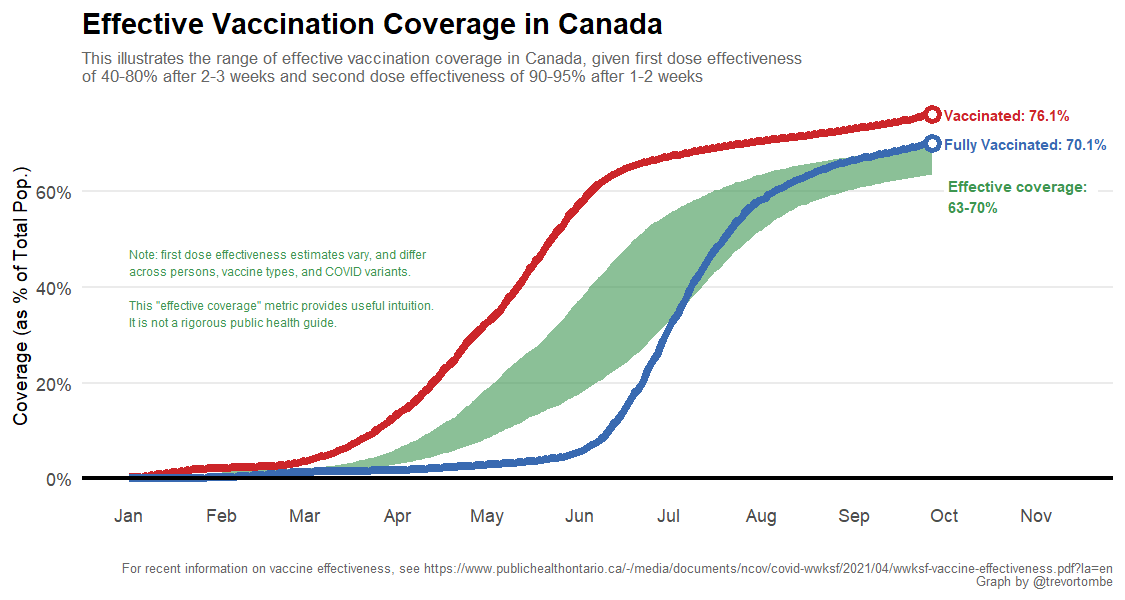 Effective Vaccination Coverage in Canada
This illustrates the range of effective vaccination coverage in Canada, given first dose effectiveness
of 40-80% after 2-3 weeks and second dose effectiveness of 90-95% after 1-2 weeks
Vaccinated: 76.1%
Fully Vaccinated: 70.1%
Effective coverage:
63-70%
Coverage (as % of Total Pop.)
60%
40%
20%
0%
Note: first dose effectiveness estimates vary, and differ
across persons, vaccine types, and COVID variants.
This "effective coverage" metric provides useful intuition.
It is not a rigorous public health guide.
Jan Feb Mar Apr May Jun Jul Aug Sep Oct Nov
For recent information on vaccine effectiveness, see https://www.publichealthontario.ca/-/media/documents/ncov/covid-wwksf/2021/04/wwksf-vaccine-effectiveness.pdf?la=en
Graph by @trevortombe